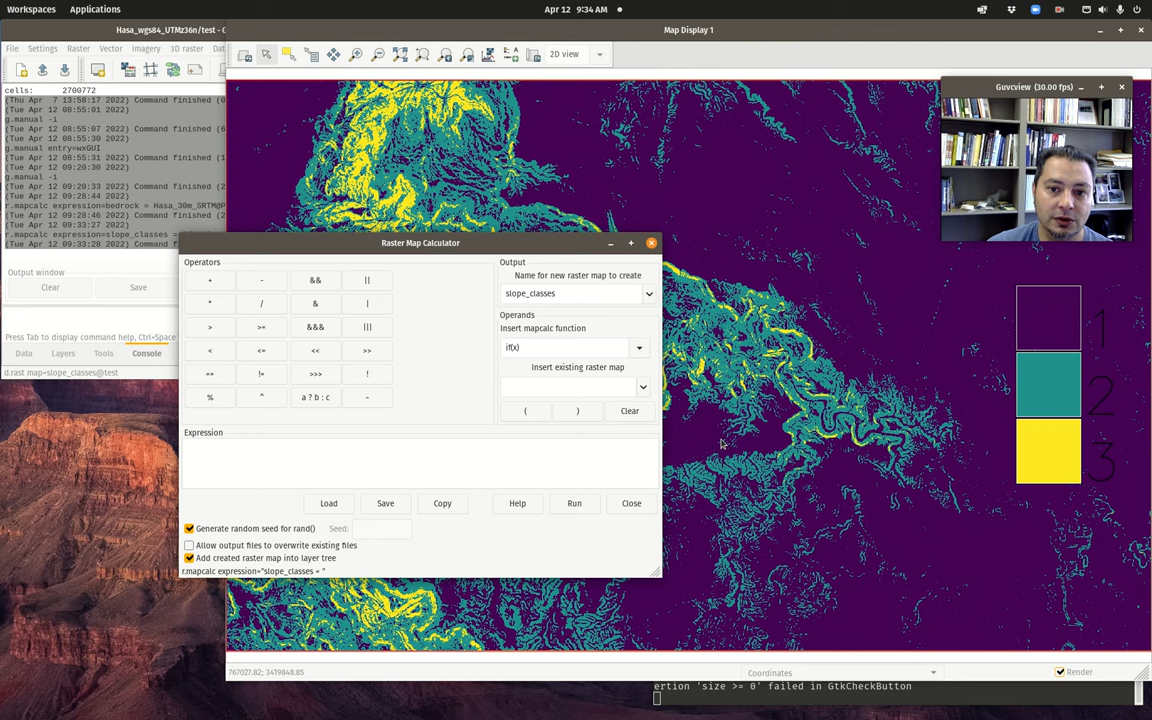 Workspaces Applications Apr 12 9:34 AM
Hasa_wgs84_UTMz36n/test - G
Map Display 1
File Settings Raster Vector Imagery 3D raster
2D view
cells: 2700772
(Thu Apr 7 13:58:17 2022) Command finished (0
(Tue Apr 12 08:55:01 2022)
g.manual -i
(Tue Apr 12 08:55:07 2022) Command finished (6
(Tue Apr 12 08:55:30 2022)
g.manual entry=wxGUI
(Tue Apr 12 08:55:31 2022) Command finished (1
(Tue Apr 12 09:20:30 2022)
g.manual -i
(Tue Apr 12 09:20:33 2022) Command finished (2
(Tue Apr 12 09:28:44 2022)
r.mapcalc expression=bedrock = Hasa_30m_SRTM@P
(Tue Apr 12 09:28:46 2022) Command finished (2
(Tue Apr 12 09:33:27 2022)
r.mapcalc expression=slope_classes =
(Tue Apr 12 09:33:28 2022) Command f
Output window
Clear Save
Press Tab to display command help, Ctrl+Space
Data Layers Tools Console
d.rast map=slope_classes@test
Guvcview (30.00 fps)
Raster Map Calculator
Operators
+ - && ||
* / & |
> >= &&& |||
< <= << >>
== != >>> !
% ^ a ? b : c ~
Output
Name for new raster map to create
slope_classes
Operands
Insert mapcalc function
if(x)
Insert existing raster map
( ) Clear
Expression
Load Save Copy Help Run Close
Generate random seed for rand() Seed:
Allow output files to overwrite existing files
Add created raster map into layer tree
r.mapcalc expression="slope_classes = "
1
2
3
767027.82; 3419848.85
Coordinates
Render
ertion 'size >= 0' failed in GtkCheckButton